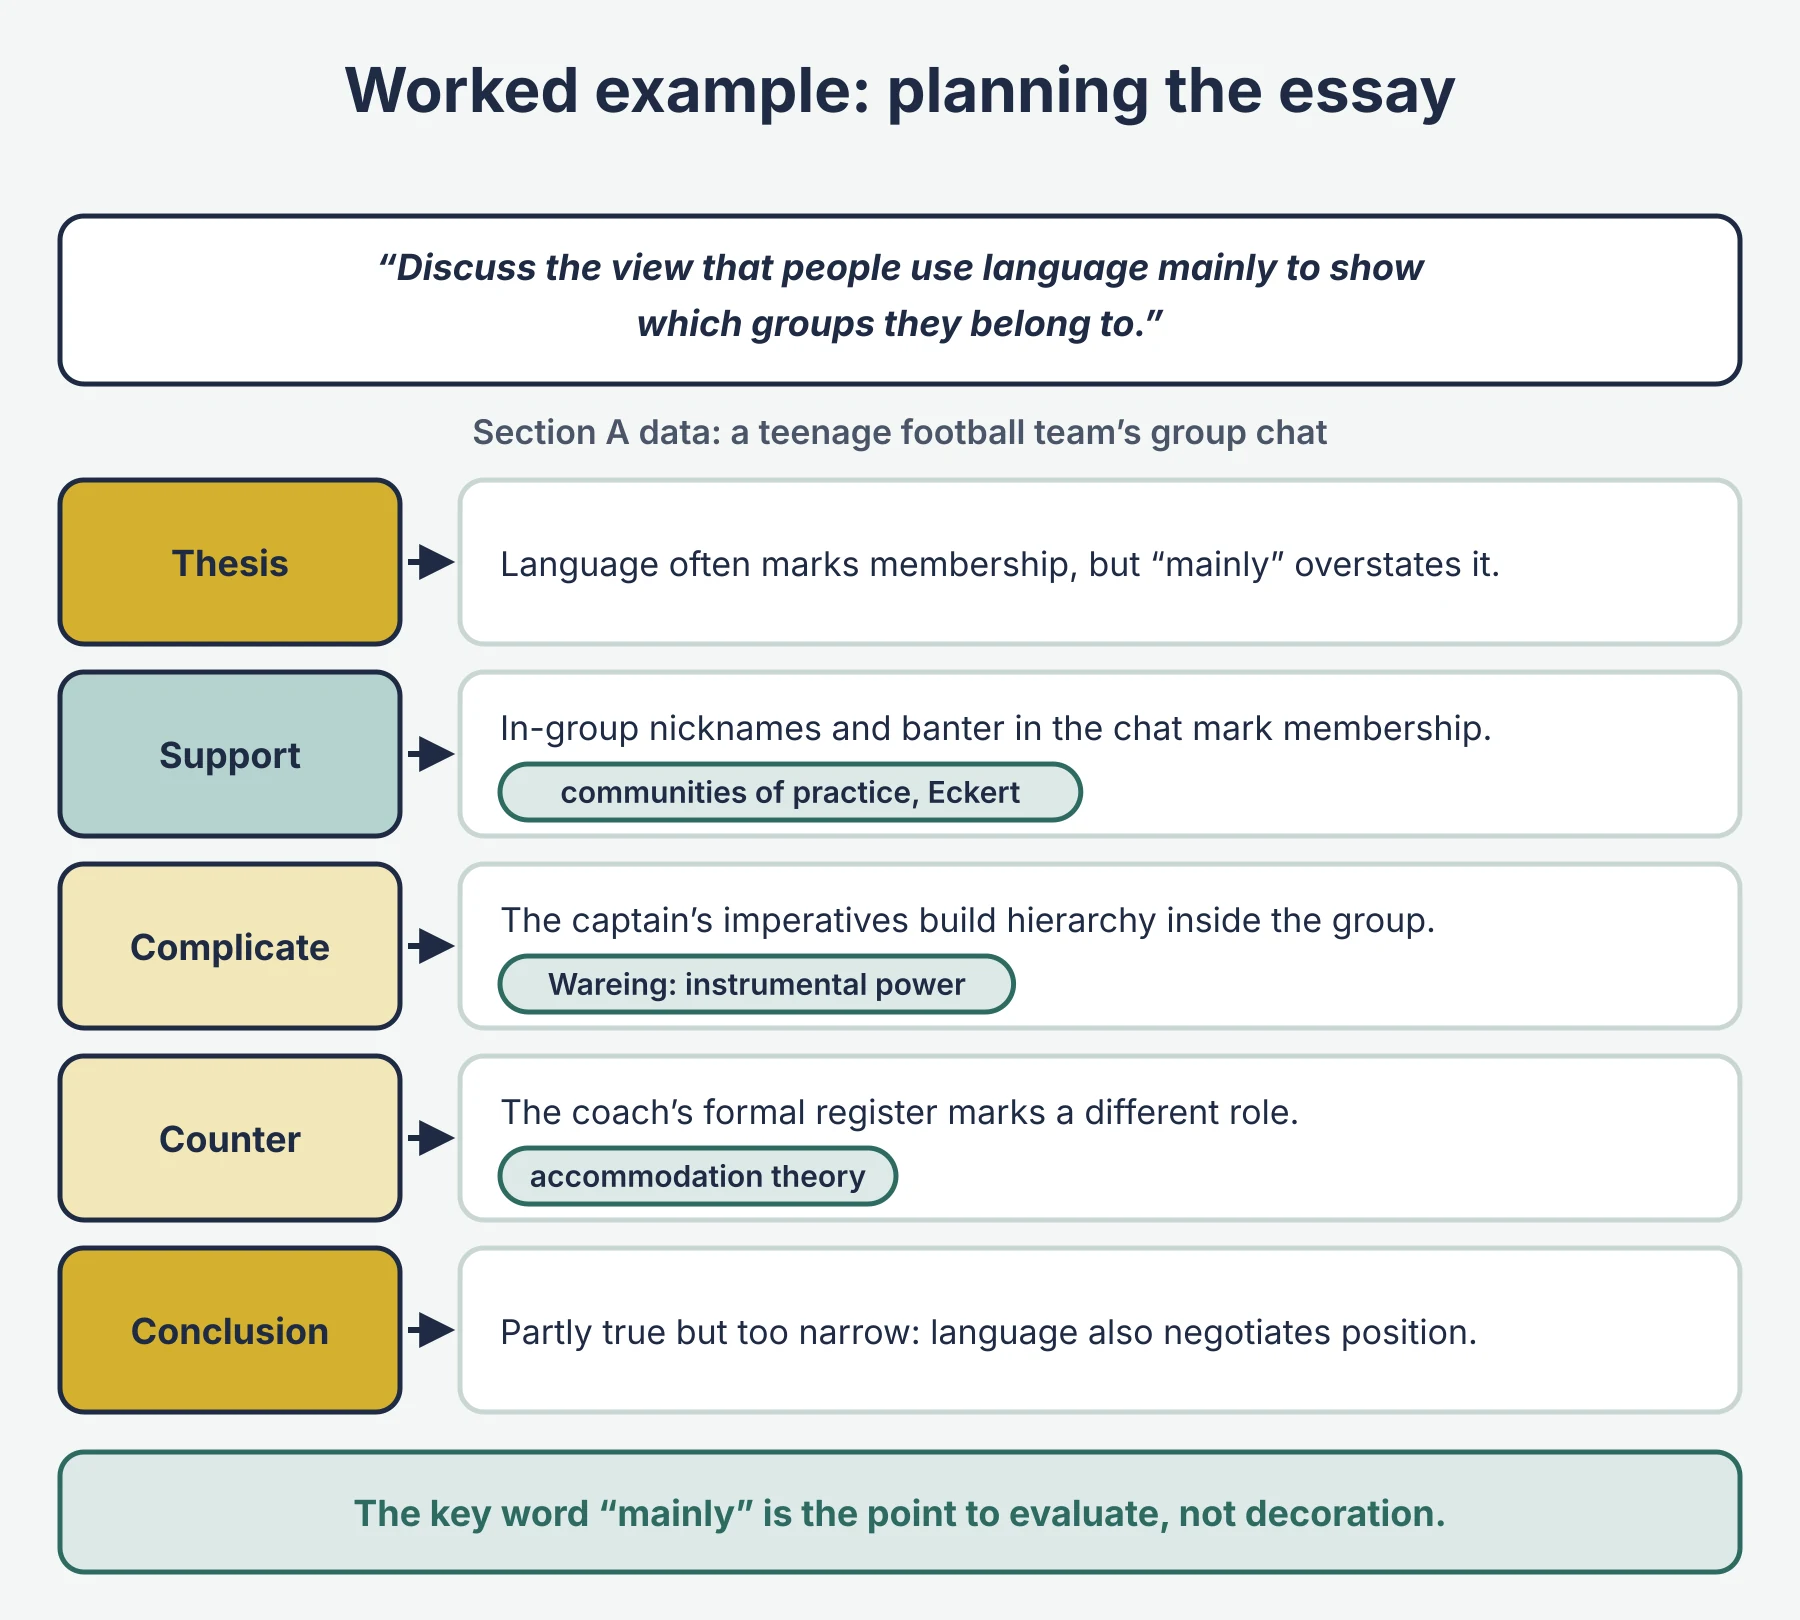 Worked example: planning the essay
“Discuss the view that people use language mainly to show
which groups they belong to.”
Section A data: a teenage football team’s group chat
Thesis
Language often marks membership, but “mainly” overstates it.
Support
In-group nicknames and banter in the chat mark membership.
communities of practice, Eckert
Complicate
The captain’s imperatives build hierarchy inside the group.
Wareing: instrumental power
Counter
The coach’s formal register marks a different role.
accommodation theory
Conclusion
Partly true but too narrow: language also negotiates position.
The key word “mainly” is the point to evaluate, not decoration.